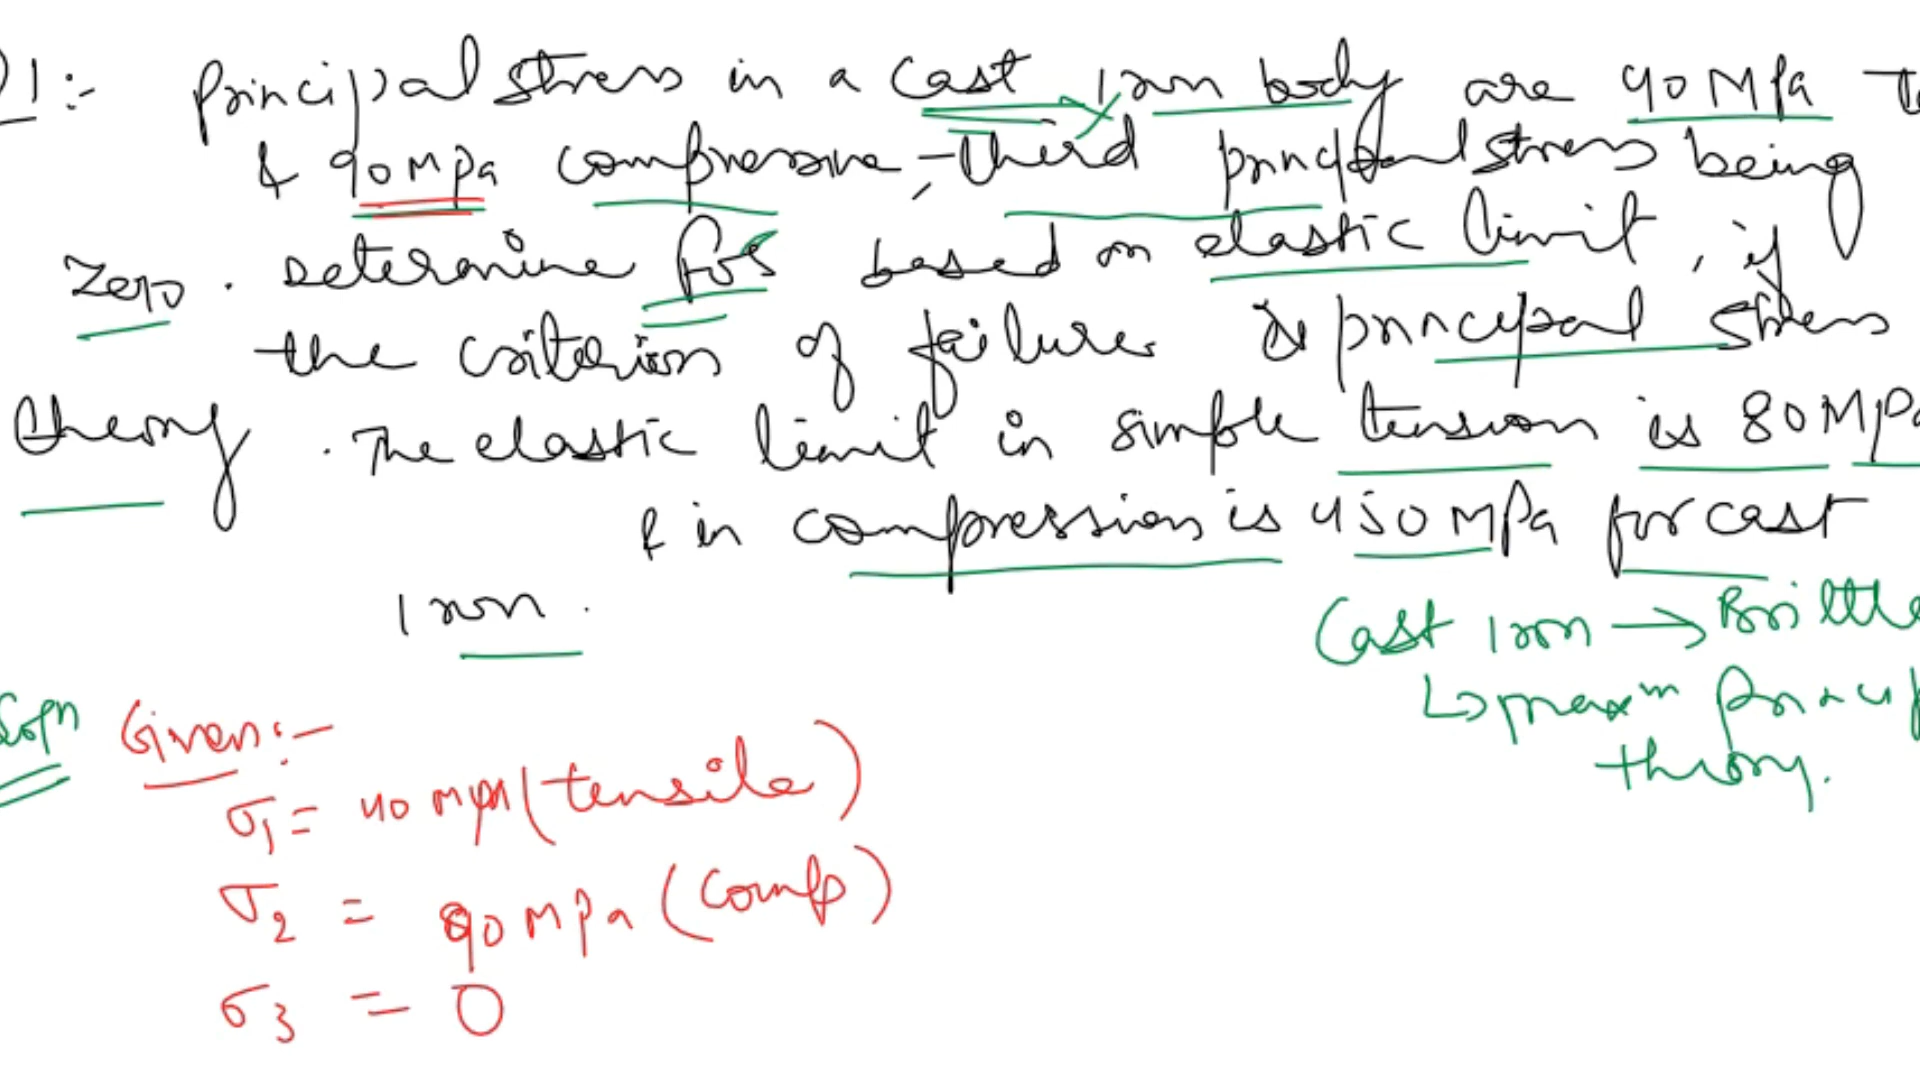 Q1:- Principal stress in a cast iron body are 40 MPa te
& 90 MPa compressive, third principal stress being
zero. Determine fos based on elastic limit, if
the criterion of failure is principal stress
theory. The elastic limit in simple tension is 80 MPa
& in compression is 450 MPa for cast
Iron.
Cast Iron → Brittle
↳ maxm Princip
theory.
Soln Given:-
σ1 = 40 MPa (tensile)
σ2 = 90 MPa (comp)
σ3 = 0